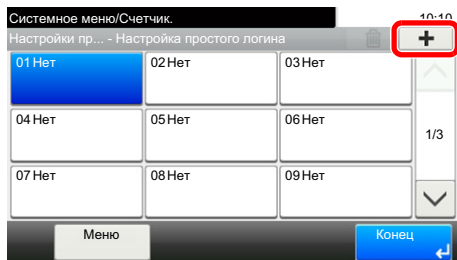 Системное меню/Счетчик.
10:10
Настройки пр... - Настройка простого логина
+
01 Нет
02 Нет
03 Нет
04 Нет
05 Нет
06 Нет
1/3
07 Нет
08 Нет
09 Нет
Меню
Конец